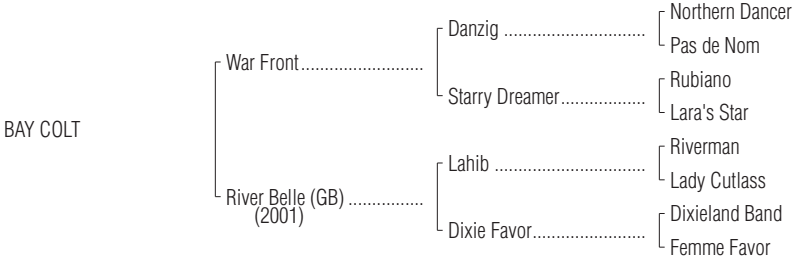 Northern Dancer
Danzig ..............................
Pas de Nom
War Front..........................
Rubiano
Starry Dreamer..................
Lara's Star
BAY COLT
Riverman
Lahib ................................
Lady Cutlass
River Belle (GB) ................
(2001)
Dixieland Band
Dixie Favor........................
Femme Favor